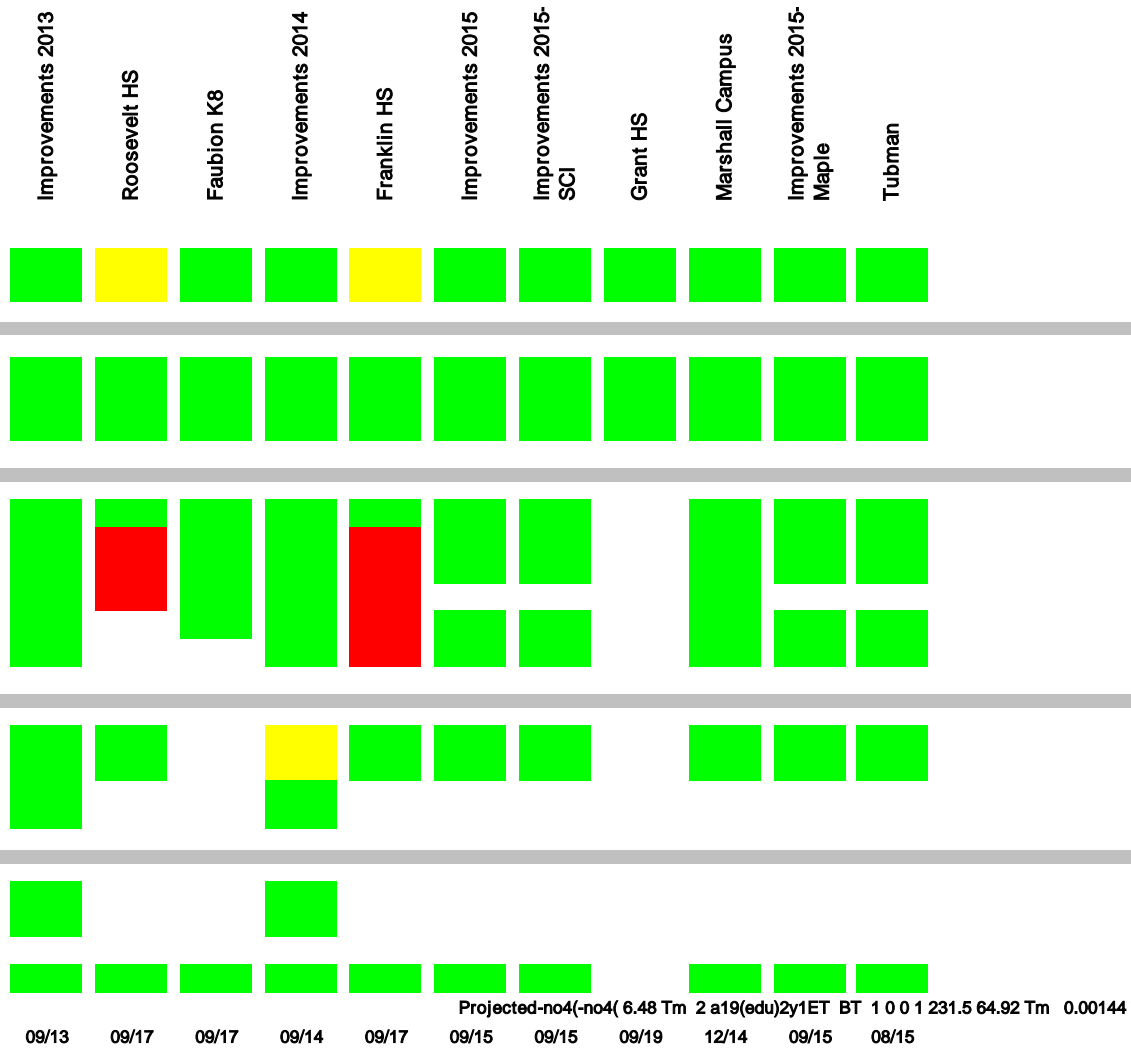 Improvements 2013
Roosevelt HS
Faubion K8
Improvements 2014
Franklin HS
Improvements 2015
Improvements 2015-
SCI
Grant HS
Marshall Campus
Improvements 2015-
Maple
Tubman
Projected-no4(-no4( 6.48 Tm 2 a19(edu)2y1ET BT 1 0 0 1 231.5 64.92 Tm 0.00144
09/13 09/17 09/17 09/14 09/17 09/15 09/15 09/19 12/14 09/15 08/15